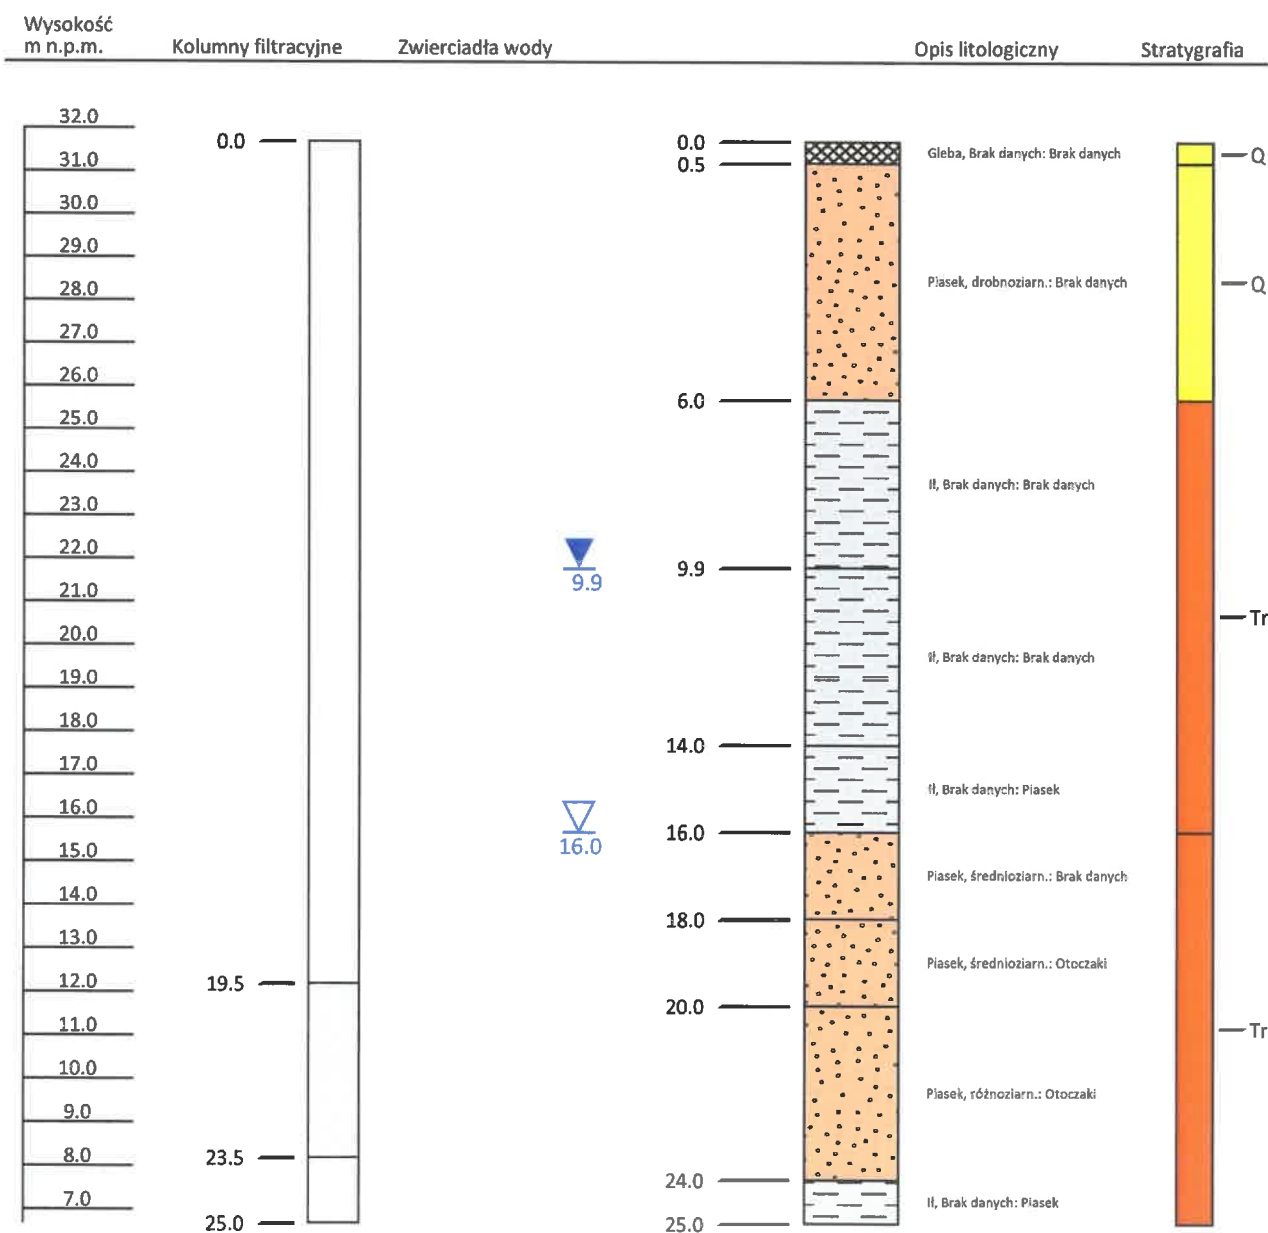 Wysokość
m n.p.m.
Kolumny filtracyjne
Zwierciadła wody
Opis litologiczny
Stratygrafia
32.0
31.0
30.0
29.0
28.0
27.0
26.0
25.0
24.0
23.0
22.0
21.0
20.0
19.0
18.0
17.0
16.0
15.0
14.0
13.0
12.0
11.0
10.0
9.0
8.0
7.0
0.0
19.5
23.5
25.0
9.9
16.0
0.0
0.5
6.0
9.9
14.0
16.0
18.0
20.0
24.0
25.0
Gleba, Brak danych: Brak danych
Piasek, drobnoziarn.: Brak danych
Ił, Brak danych: Brak danych
Ił, Brak danych: Brak danych
Ił, Brak danych: Piasek
Piasek, średnioziarn.: Brak danych
Piasek, średnioziarn.: Otoczaki
Piasek, różnoziarn.: Otoczaki
Ił, Brak danych: Piasek
Q
Q
Tr
Tr